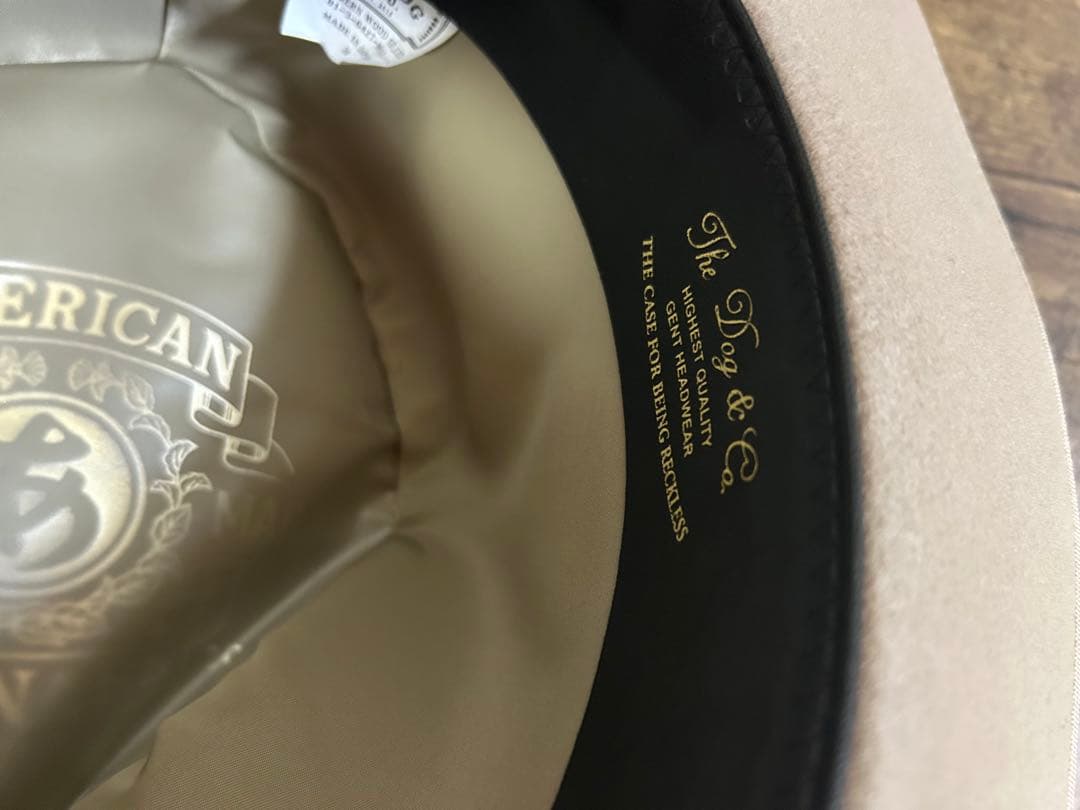 The Dog & Co.
HIGHEST QUALITY
GENT HEADWEAR
THE CASE FOR BEING RECKLESS
ERICAN